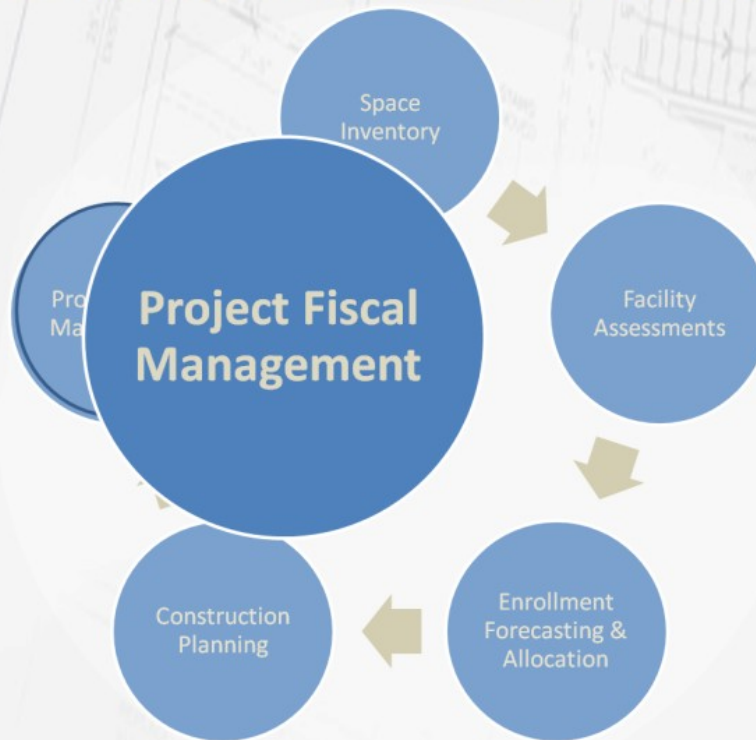 Space
Inventory
Project Fiscal
Management
Facility
Assessments
Enrollment
Forecasting &
Allocation
Construction
Planning